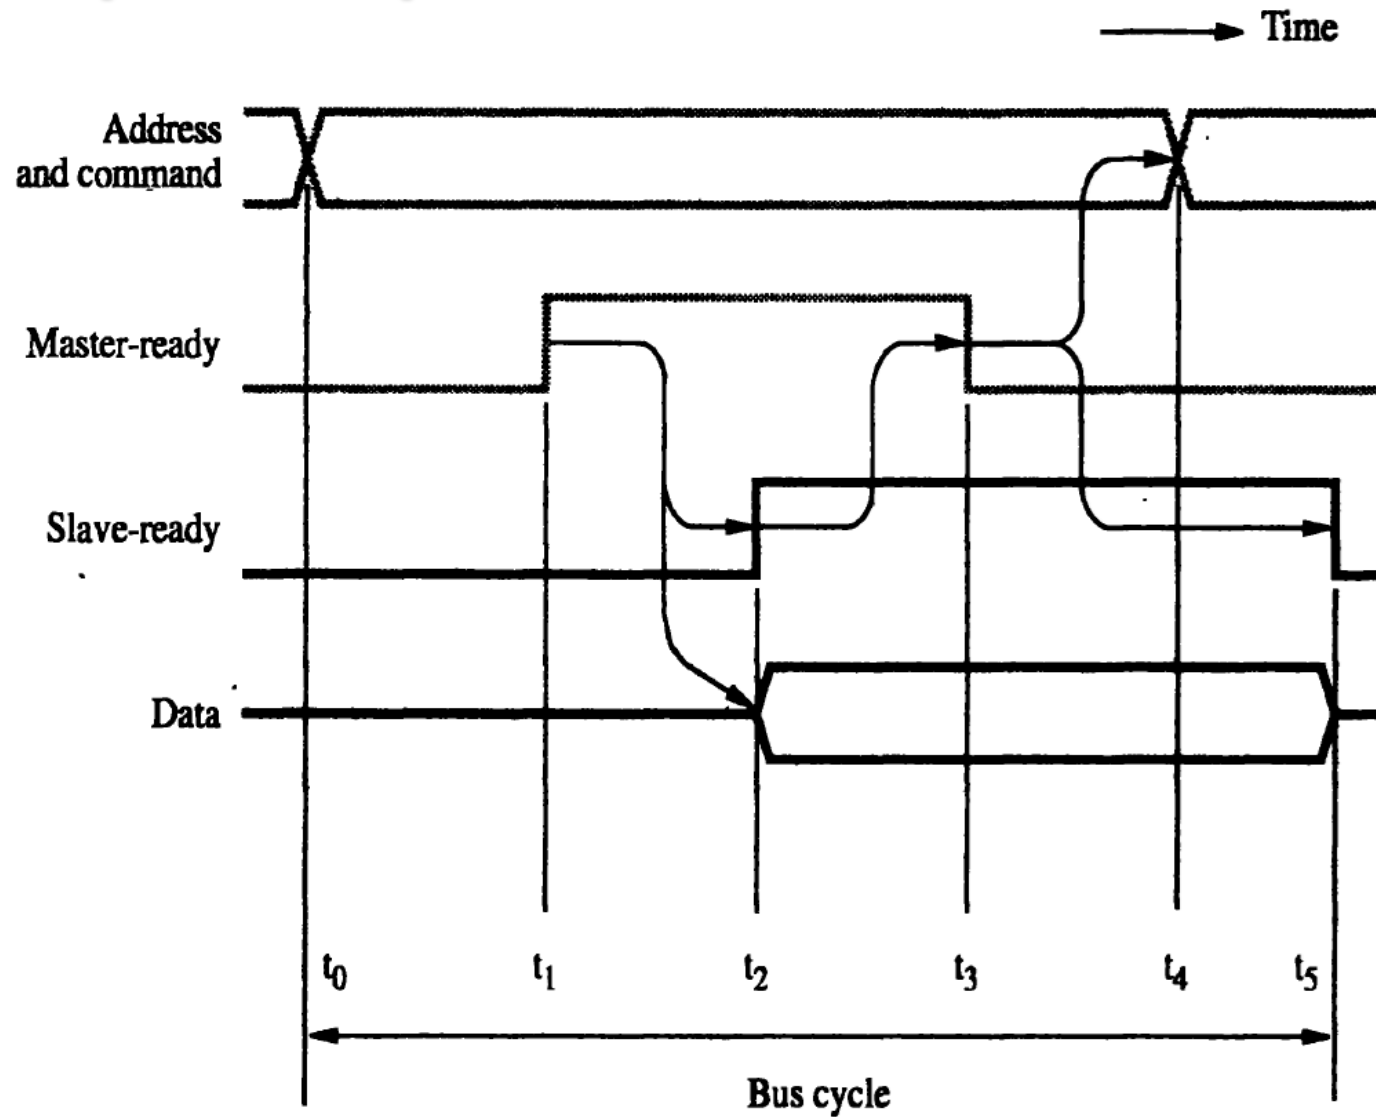 Time
Address
and command
Master-ready
Slave-ready
Data
t0 t1 t2 t3 t4 t5
Bus cycle